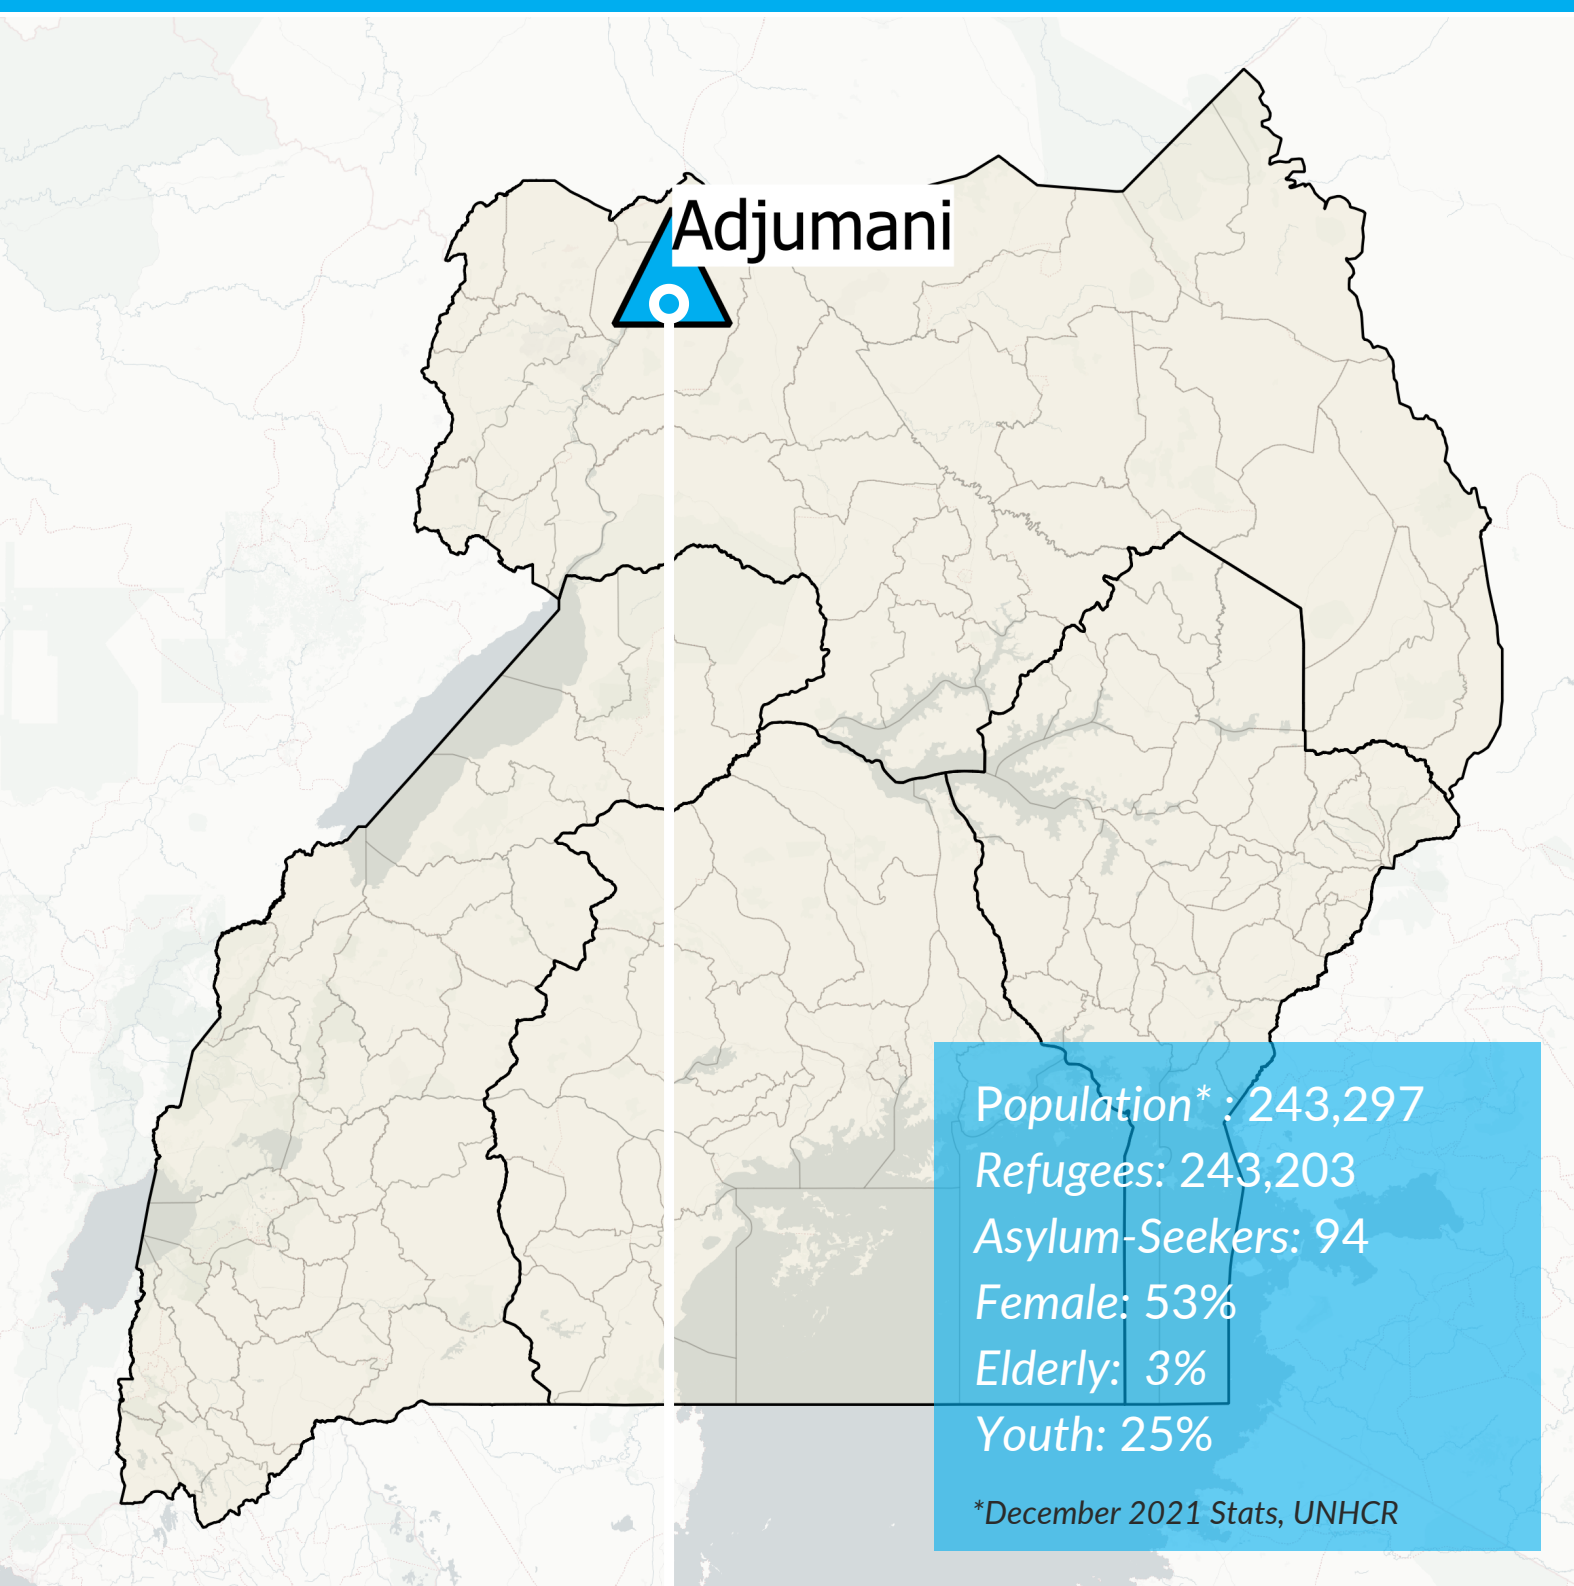 Adjumani
Population* : 243,297
Refugees: 243,203
Asylum-Seekers: 94
Female: 53%
Elderly: 3%
Youth: 25%
*December 2021 Stats, UNHCR